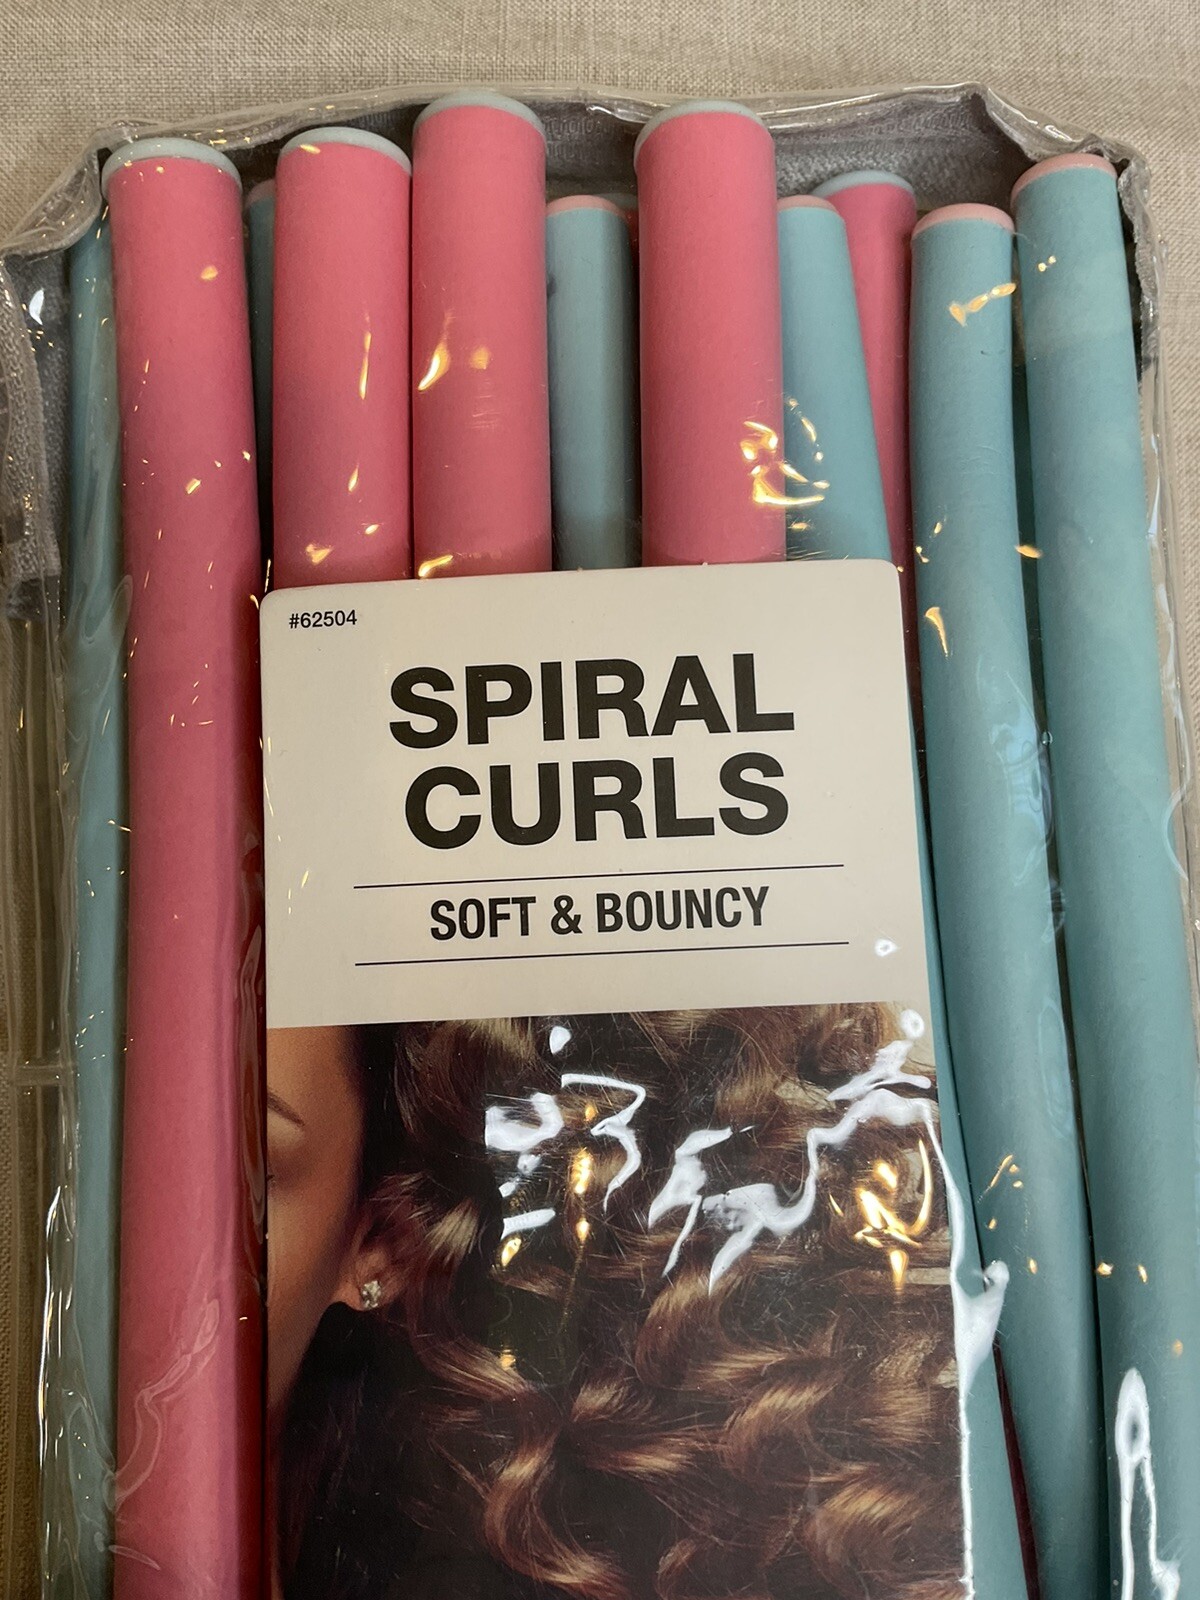 #62504
SPIRAL
CURLS
SOFT & BOUNCY